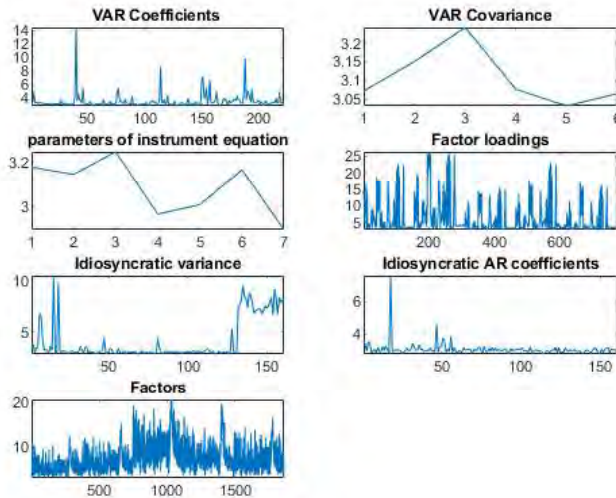 VAR Coefficients
14
12
10
8
6
4
50 100 150 200
VAR Covariance
3.2
3.15
3.1
3.05
1 2 3 4 5 6
parameters of instrument equation
3.2
3
1 2 3 4 5 6 7
Factor loadings
25
20
15
10
5
200 400 600
Idiosyncratic variance
10
5
50 100 150
Idiosyncratic AR coefficients
6
4
50 100 150
Factors
20
10
500 1000 1500